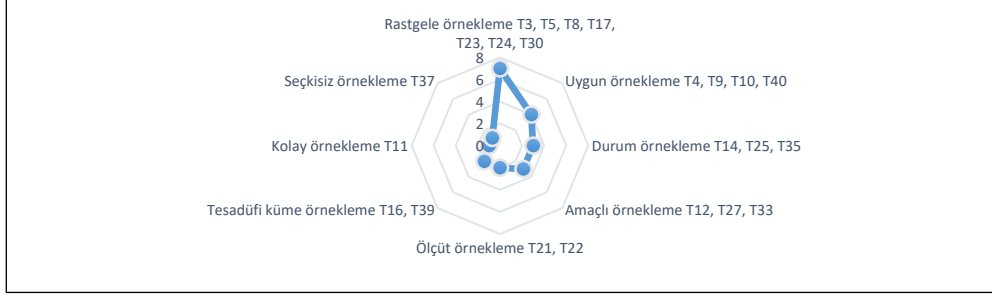 Rastgele örnekleme T3, T5, T8, T17,
T23, T24, T30
Uygun örnekleme T4, T9, T10, T40
Durum örnekleme T14, T25, T35
Amaçlı örnekleme T12, T27, T33
Ölçüt örnekleme T21, T22
Tesadüfi küme örnekleme T16, T39
Kolay örnekleme T11
Seçkisiz örnekleme T37
8
6
4
2
0